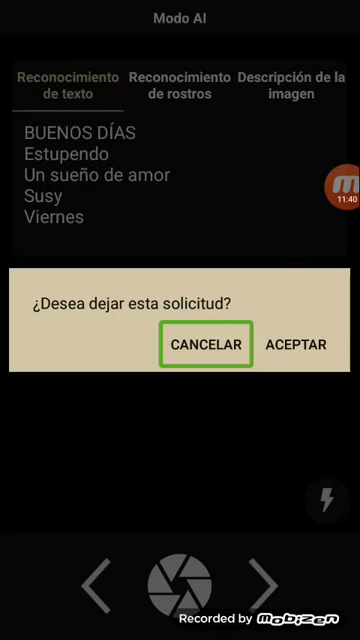 Modo AI
Reconocimiento de texto
Reconocimiento de rostros
Descripción de la imagen
BUENOS DÍAS
Estupendo
Un sueño de amor
Susy
Viernes
11:40
¿Desea dejar esta solicitud?
CANCELAR ACEPTAR
Recorded by Mobizen